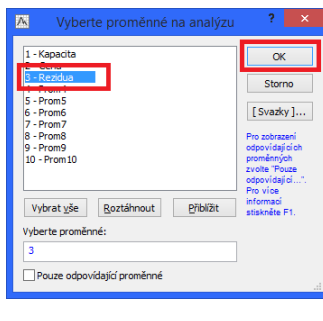 Vyberte proměnné na analýzu
?
1 - Kapacita
2 - Cena
3 - Rezidua
4 - Prom4
5 - Prom5
6 - Prom6
7 - Prom7
8 - Prom8
9 - Prom9
10 - Prom10
OK
Storno
[ Svazky ]...
Pro zobrazení
odpovídajících
proměnných
zvolte "Pouze
odpovídající...".
Pro více
informací
stiskněte F1.
Vybrat vše
Roztáhnout
Přiblížit
Vyberte proměnné:
3
Pouze odpovídající proměnné